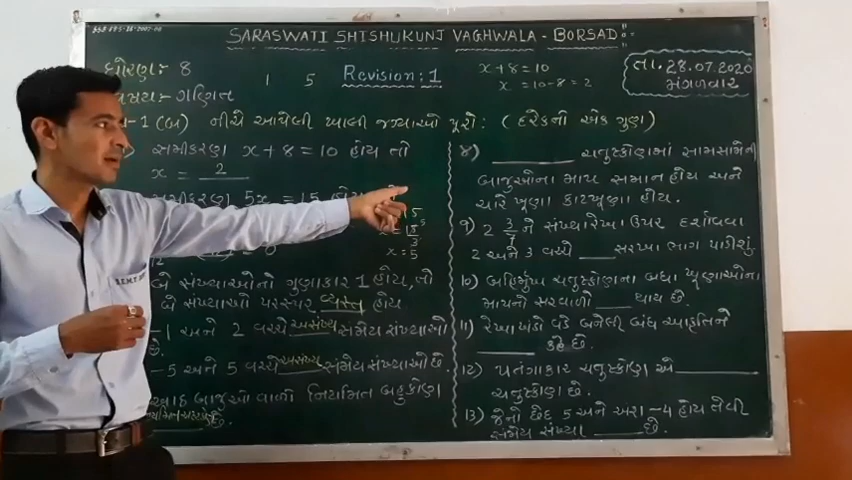 SARASWATI SHISHUKUNJ VAGHWALA - BORSAD
ધોરણ:- 8
1 5
Revision: 1
x + 8 = 10
x = 10 - 8 = 2
તા. 28.07.2020
મંગળવાર
વિષય:- ગણિત
(બ) નીચે આપેલી ખાલી જગ્યાઓ પૂરો: (દરેકનો એક ગુણ)
સમીકરણ x + 8 = 10 હોય તો
x = 2
સમીકરણ 5x = 15
x = 5
બે સંખ્યાઓનો ગુણાકાર 1 હોય, તો
બે સંખ્યાઓ પરસ્પર વ્યસ્ત હોય
-1 અને 2 વચ્ચે અસંખ્ય સંમેય સંખ્યાઓ
છે.
-5 અને 5 વચ્ચે અસંખ્ય સંમેય સંખ્યાઓ છે.
આઠ બાજુઓ વાળો નિયમિત બહુકોણ
છે.
8) ______ ચતુષ્કોણમાં સામસામેની
બાજુઓના માપ સમાન હોય અને
ચારે ખૂણા કાટખૂણા હોય.
9) 2 3/7 ને સંખ્યારેખા ઉપર દર્શાવવા
2 અને 3 વચ્ચે ____ સરખા ભાગ પાડીશું.
10) બહિર્મુખ ચતુષ્કોણના બધા ખૂણાઓના
માપનો સરવાળો ____ થાય છે.
11) રેખાખંડો વડે બનેલી બંધ આકૃતિને
______ કહે છે.
12) પતંગાકાર ચતુષ્કોણ એ ______
ચતુષ્કોણ છે.
13) જેનો છેદ 5 અને અંશ -4 હોય તેવી
સંમેય સંખ્યા ______ છે.